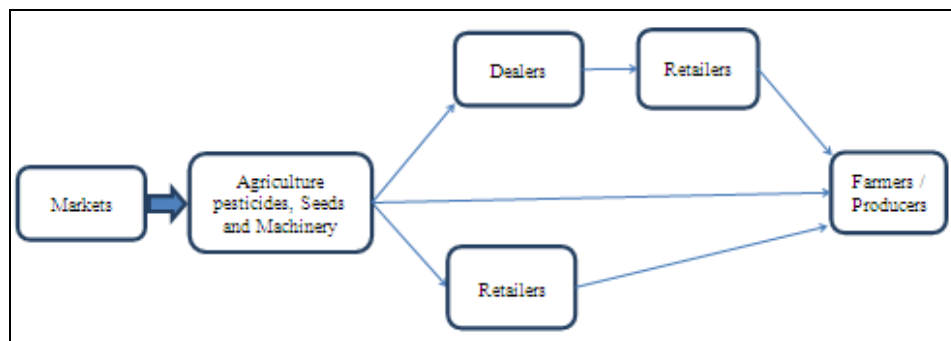 Markets
Agriculture
pesticides, Seeds
and Machinery
Dealers
Retailers
Retailers
Farmers /
Producers